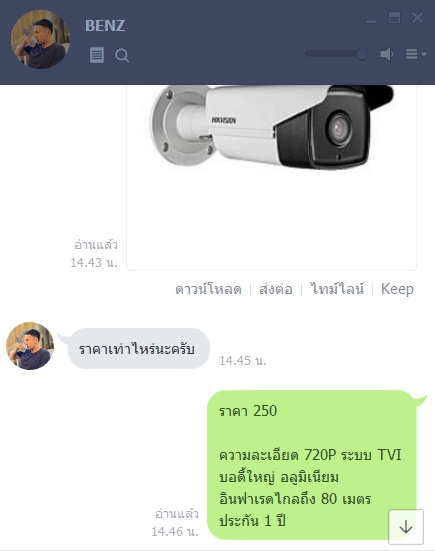 BENZ
HIKVISION
อ่านแล้ว
14.43 น.
ดาวน์โหลด | ส่งต่อ | ไทม์ไลน์ | Keep
ราคาเท่าไหร่นะครับ
14.45 น.
ราคา 250
ความละเอียด 720P ระบบ TVI
บอดี้ใหญ่ อลูมิเนียม
อินฟาเรดไกลถึง 80 เมตร
ประกัน 1 ปี
อ่านแล้ว
14.46 น.